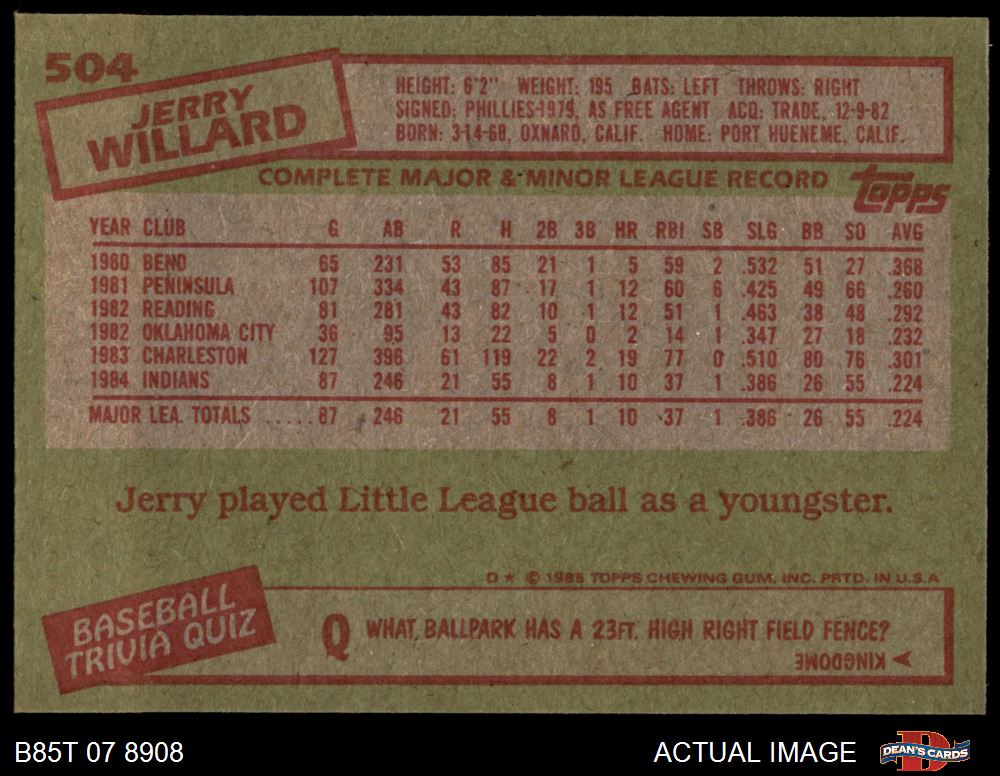 504
JERRY
WILLARD
HEIGHT: 6'2" WEIGHT: 195 BATS: LEFT THROWS: RIGHT
SIGNED: PHILLIES-1979, AS FREE AGENT ACQ: TRADE, 12-9-82
BORN: 3-14-60, OXNARD, CALIF. HOME: PORT HUENEME, CALIF.
COMPLETE MAJOR & MINOR LEAGUE RECORD
topps
YEAR CLUB G AB R H 2B 3B HR RBI SB SLG BB SO AVG
1980 BEND 65 231 53 85 21 1 5 59 2 .532 51 27 .368
1981 PENINSULA 107 334 43 87 17 1 12 60 6 .425 49 66 .260
1982 READING 81 281 43 82 10 1 12 51 1 .463 38 48 .292
1982 OKLAHOMA CITY 36 95 13 22 5 0 2 14 1 .347 27 18 .232
1983 CHARLESTON 127 396 61 119 22 2 19 77 0 .510 80 76 .301
1984 INDIANS 87 246 21 55 8 1 10 37 1 .386 26 55 .224
MAJOR LEA. TOTALS ..... 87 246 21 55 8 1 10 37 1 .386 26 55 .224
Jerry played Little League ball as a youngster.
D* © 1985 TOPPS CHEWING GUM, INC. PRTD. IN U.S.A
BASEBALL
TRIVIA QUIZ
Q WHAT BALLPARK HAS A 23FT. HIGH RIGHT FIELD FENCE?
KINGDOME
B85T 07 8908
ACTUAL IMAGE
D
DEAN'S CARDS